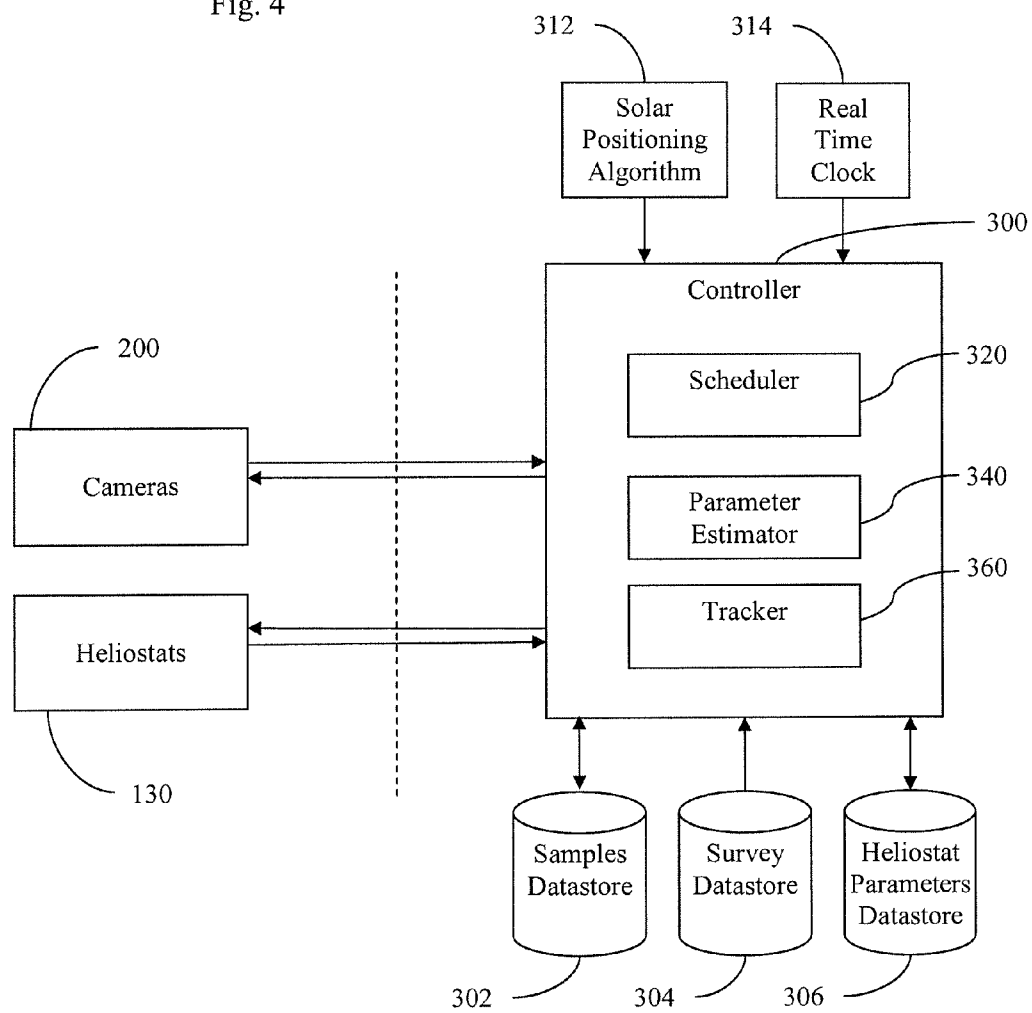 Fig. 4
312
314
Solar
Positioning
Algorithm
Real
Time
Clock
300
Controller
200
320
Scheduler
Cameras
340
Parameter
Estimator
360
Tracker
Heliostats
130
Samples
Datastore
Survey
Datastore
Heliostat
Parameters
Datastore
302
304
306